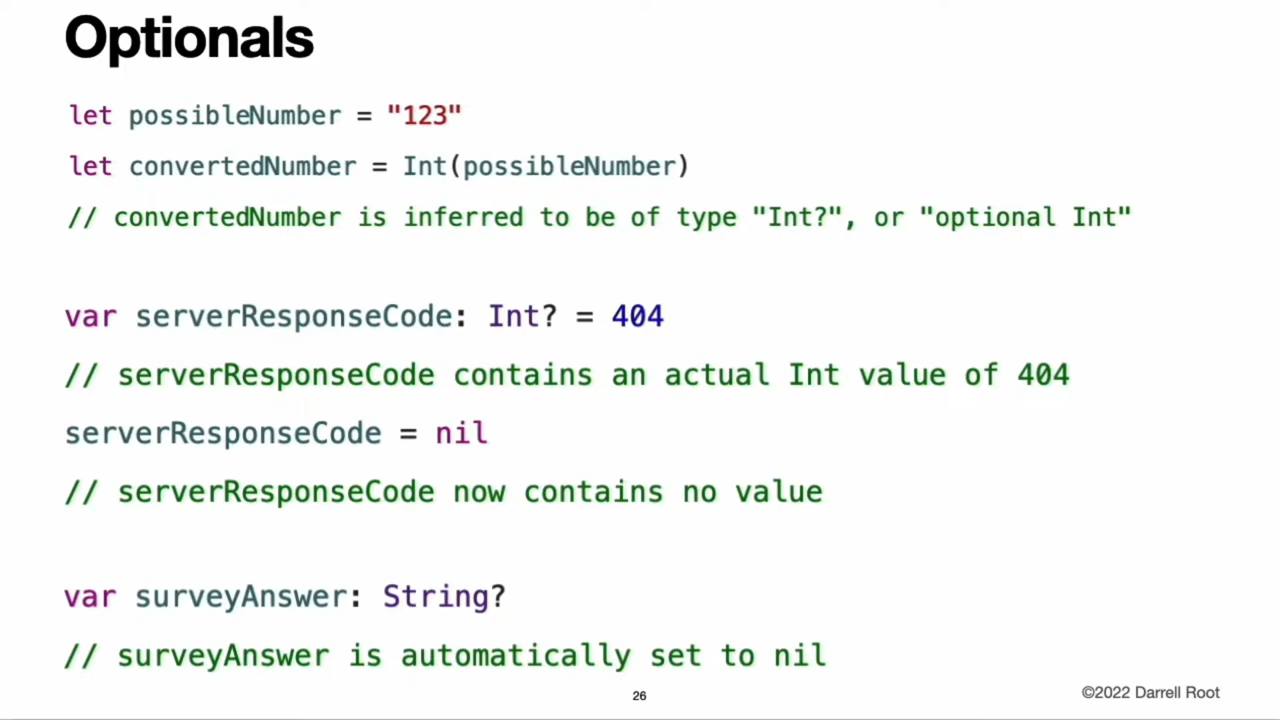 Optionals
let possibleNumber = "123"
let convertedNumber = Int(possibleNumber)
// convertedNumber is inferred to be of type "Int?", or "optional Int"
var serverResponseCode: Int? = 404
// serverResponseCode contains an actual Int value of 404
serverResponseCode = nil
// serverResponseCode now contains no value
var surveyAnswer: String?
// surveyAnswer is automatically set to nil
26
©2022 Darrell Root